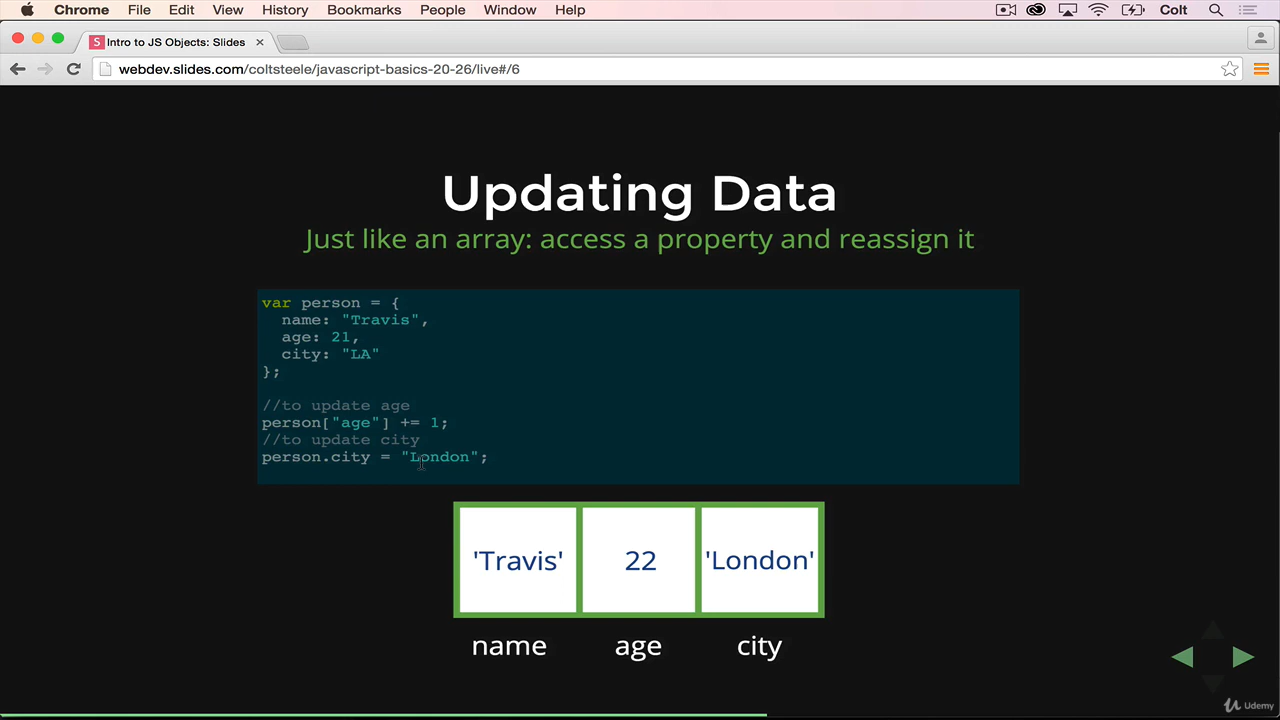 Chrome File Edit View History Bookmarks People Window Help Colt
S Intro to JS Objects: Slides
webdev.slides.com/coltsteele/javascript-basics-20-26/live#/6
Updating Data
Just like an array: access a property and reassign it
var person = {
  name: "Travis",
  age: 21,
  city: "LA"
};
//to update age
person["age"] += 1;
//to update city
person.city = "London";
'Travis' 22 'London'
name age city
Udemy